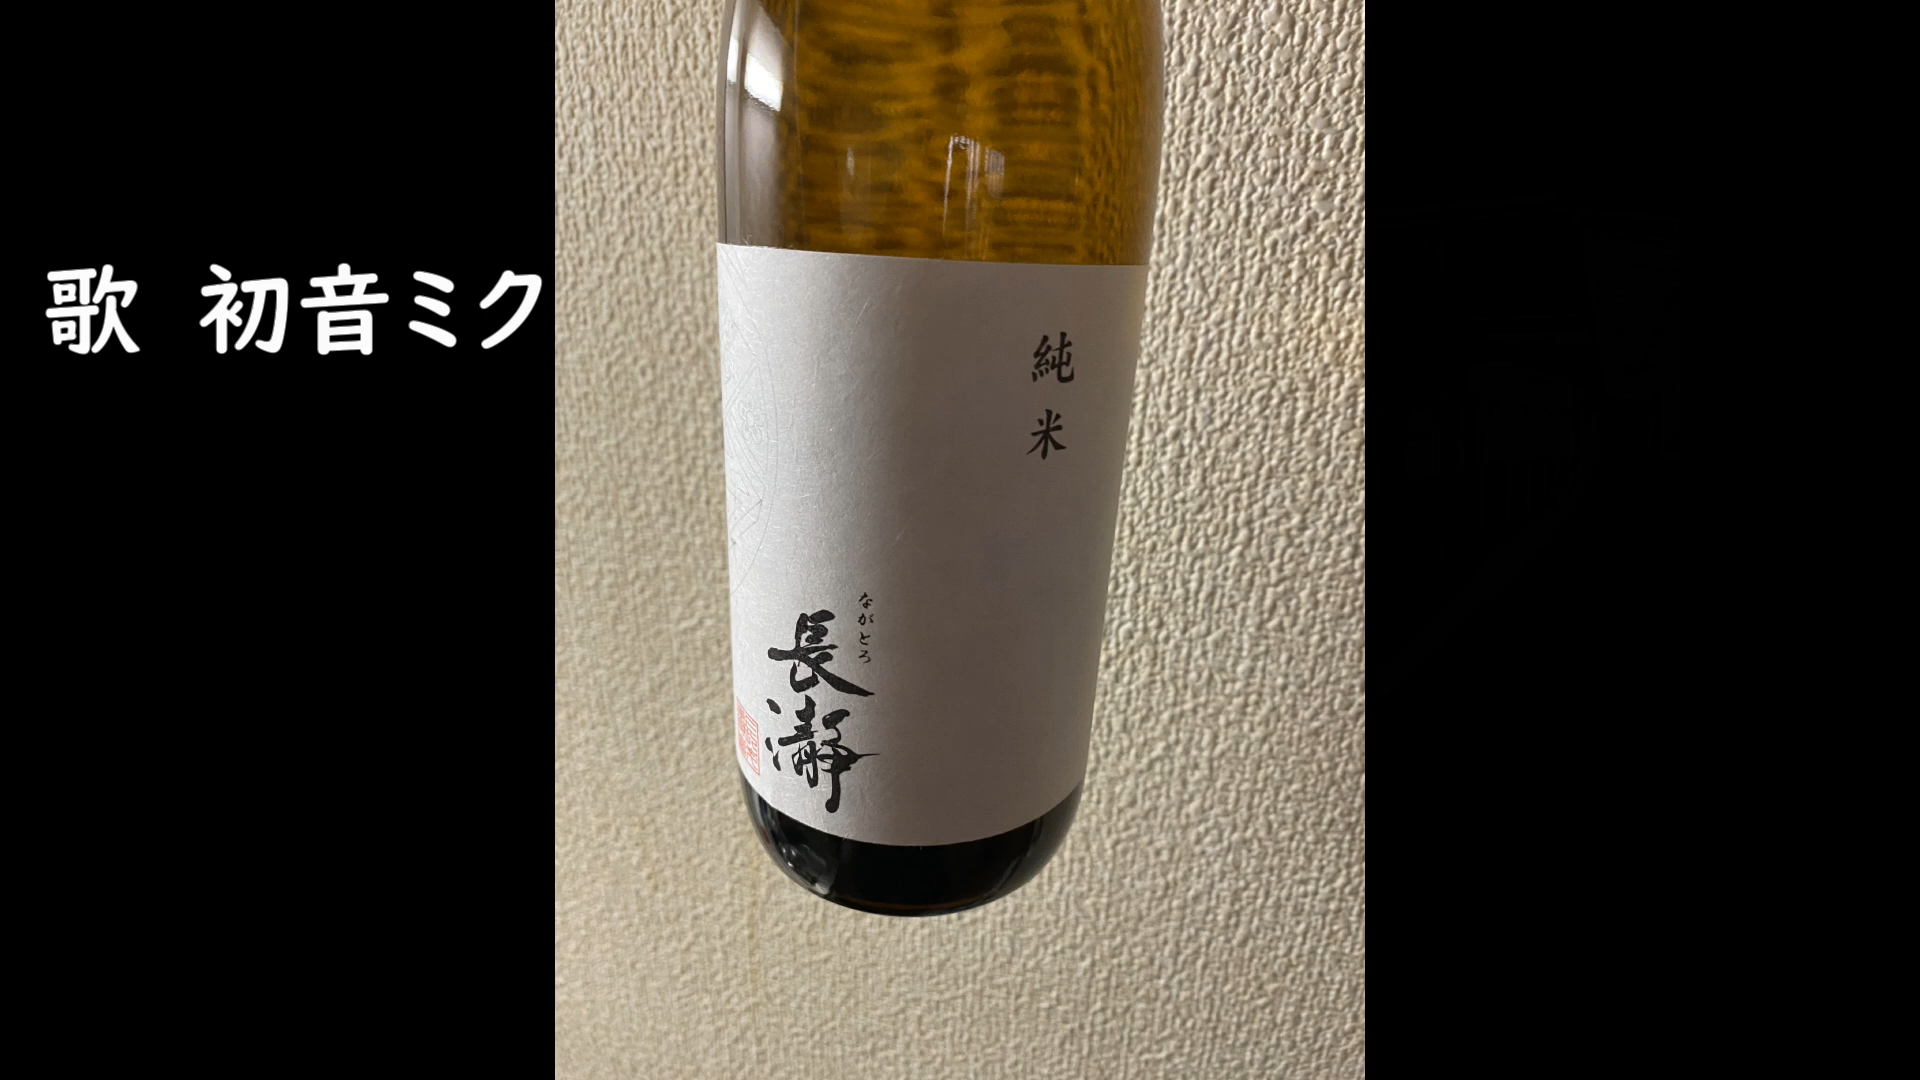 歌 初音ミク
純米
ながとろ
長瀞